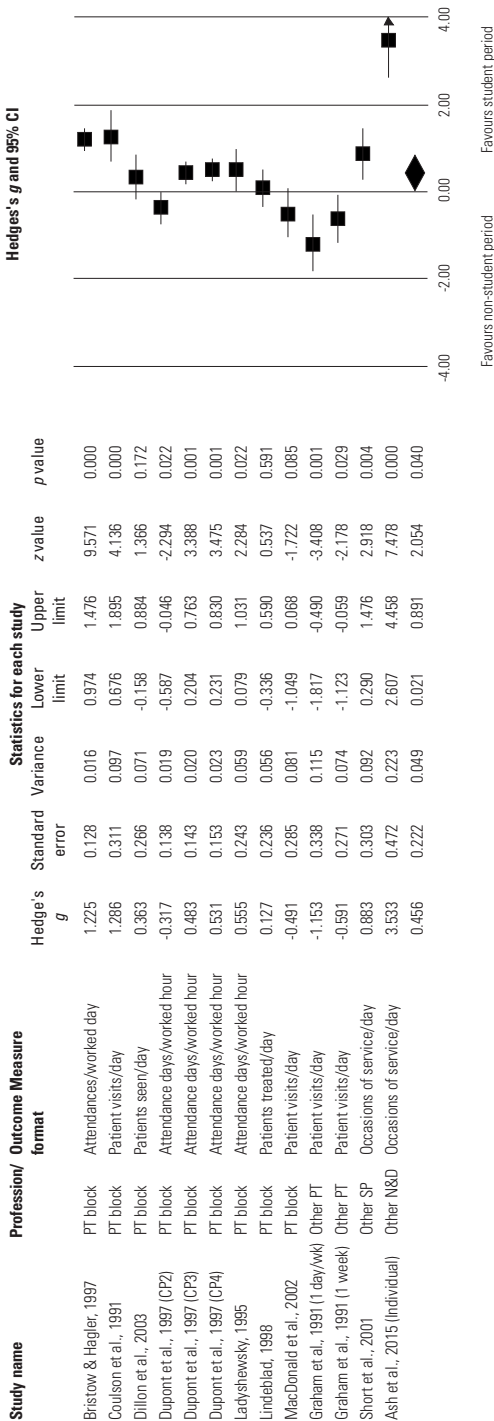 Study name Profession/ format Outcome Measure Statistics for each study Hedges's g and 95% CI
Hedge's g Standard error Variance Lower limit Upper limit z value p value
Bristow & Hagler, 1997 PT block Attendances/worked day 1.225 0.128 0.016 0.974 1.476 9.571 0.000
Coulson et al., 1991 PT block Patient visits/day 1.286 0.311 0.097 0.676 1.895 4.136 0.000
Dillon et al., 2003 PT block Patients seen/day 0.363 0.266 0.071 -0.158 0.884 1.366 0.172
Dupont et al., 1997 (CP2) PT block Attendance days/worked hour -0.317 0.138 0.019 -0.587 -0.046 -2.294 0.022
Dupont et al., 1997 (CP3) PT block Attendance days/worked hour 0.483 0.143 0.020 0.204 0.763 3.388 0.001
Dupont et al., 1997 (CP4) PT block Attendance days/worked hour 0.531 0.153 0.023 0.231 0.830 3.475 0.001
Ladyshewsky, 1995 PT block Attendance days/worked hour 0.555 0.243 0.059 0.079 1.031 2.284 0.022
Lindeblad, 1998 PT block Patients treated/day 0.127 0.236 0.056 -0.336 0.590 0.537 0.591
MacDonald et al., 2002 PT block Patient visits/day -0.491 0.285 0.081 -1.049 0.068 -1.722 0.085
Graham et al., 1991 (1 day/wk) Other PT Patient visits/day -1.153 0.338 0.115 -1.817 -0.490 -3.408 0.001
Graham et al., 1991 (1 week) Other PT Patient visits/day -0.591 0.271 0.074 -1.123 -0.059 -2.178 0.029
Short et al., 2001 Other SP Occasions of service/day 0.883 0.303 0.092 0.290 1.476 2.918 0.004
Ash et al., 2015 (Individual) Other N&D Occasions of service/day 3.533 0.472 0.223 2.607 4.458 7.478 0.000
0.456 0.222 0.049 0.021 0.891 2.054 0.040
-4.00 -2.00 0.00 2.00 4.00
Favours non-student period Favours student period